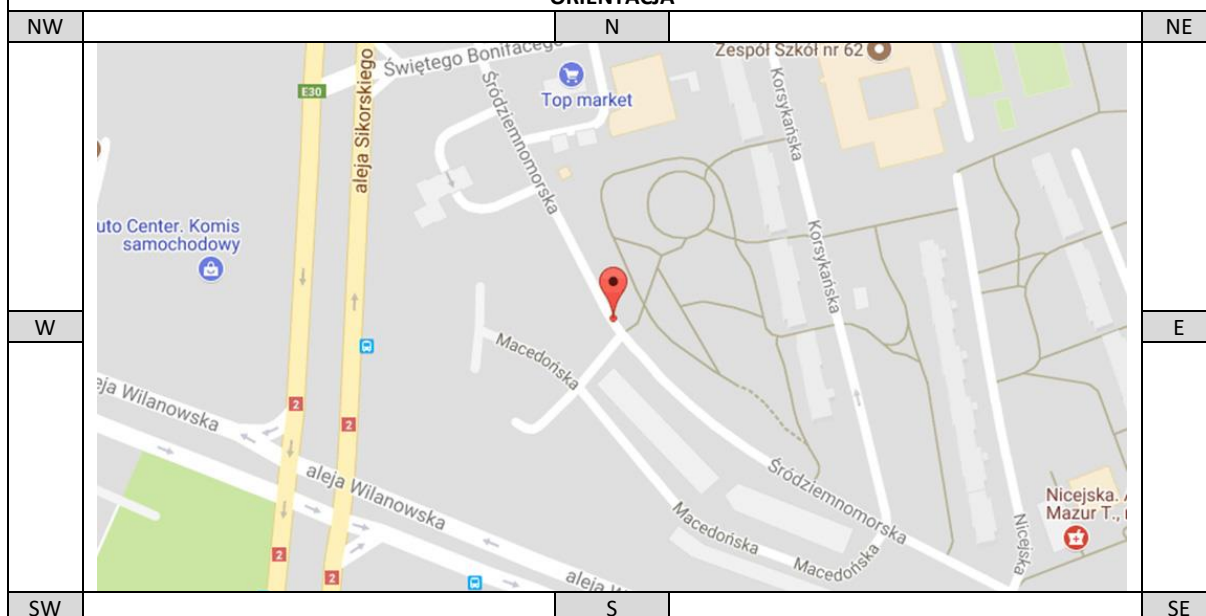 ORIENTACJA
NW N NE
Świętego Bonifacego
Zespół Szkół nr 62
E30
aleja Sikorskiego
Śródziemnomorska
Top market
Korsykańska
uto Center. Komis
samochodowy
Korsykańska
W E
Macedońska
eja Wilanowska
2
2
aleja Wilanowska
Śródziemnomorska
Nicejska. A
Mazur T.,
Macedońska
Macedońska
Nicejska
2
2
aleja
SW S SE